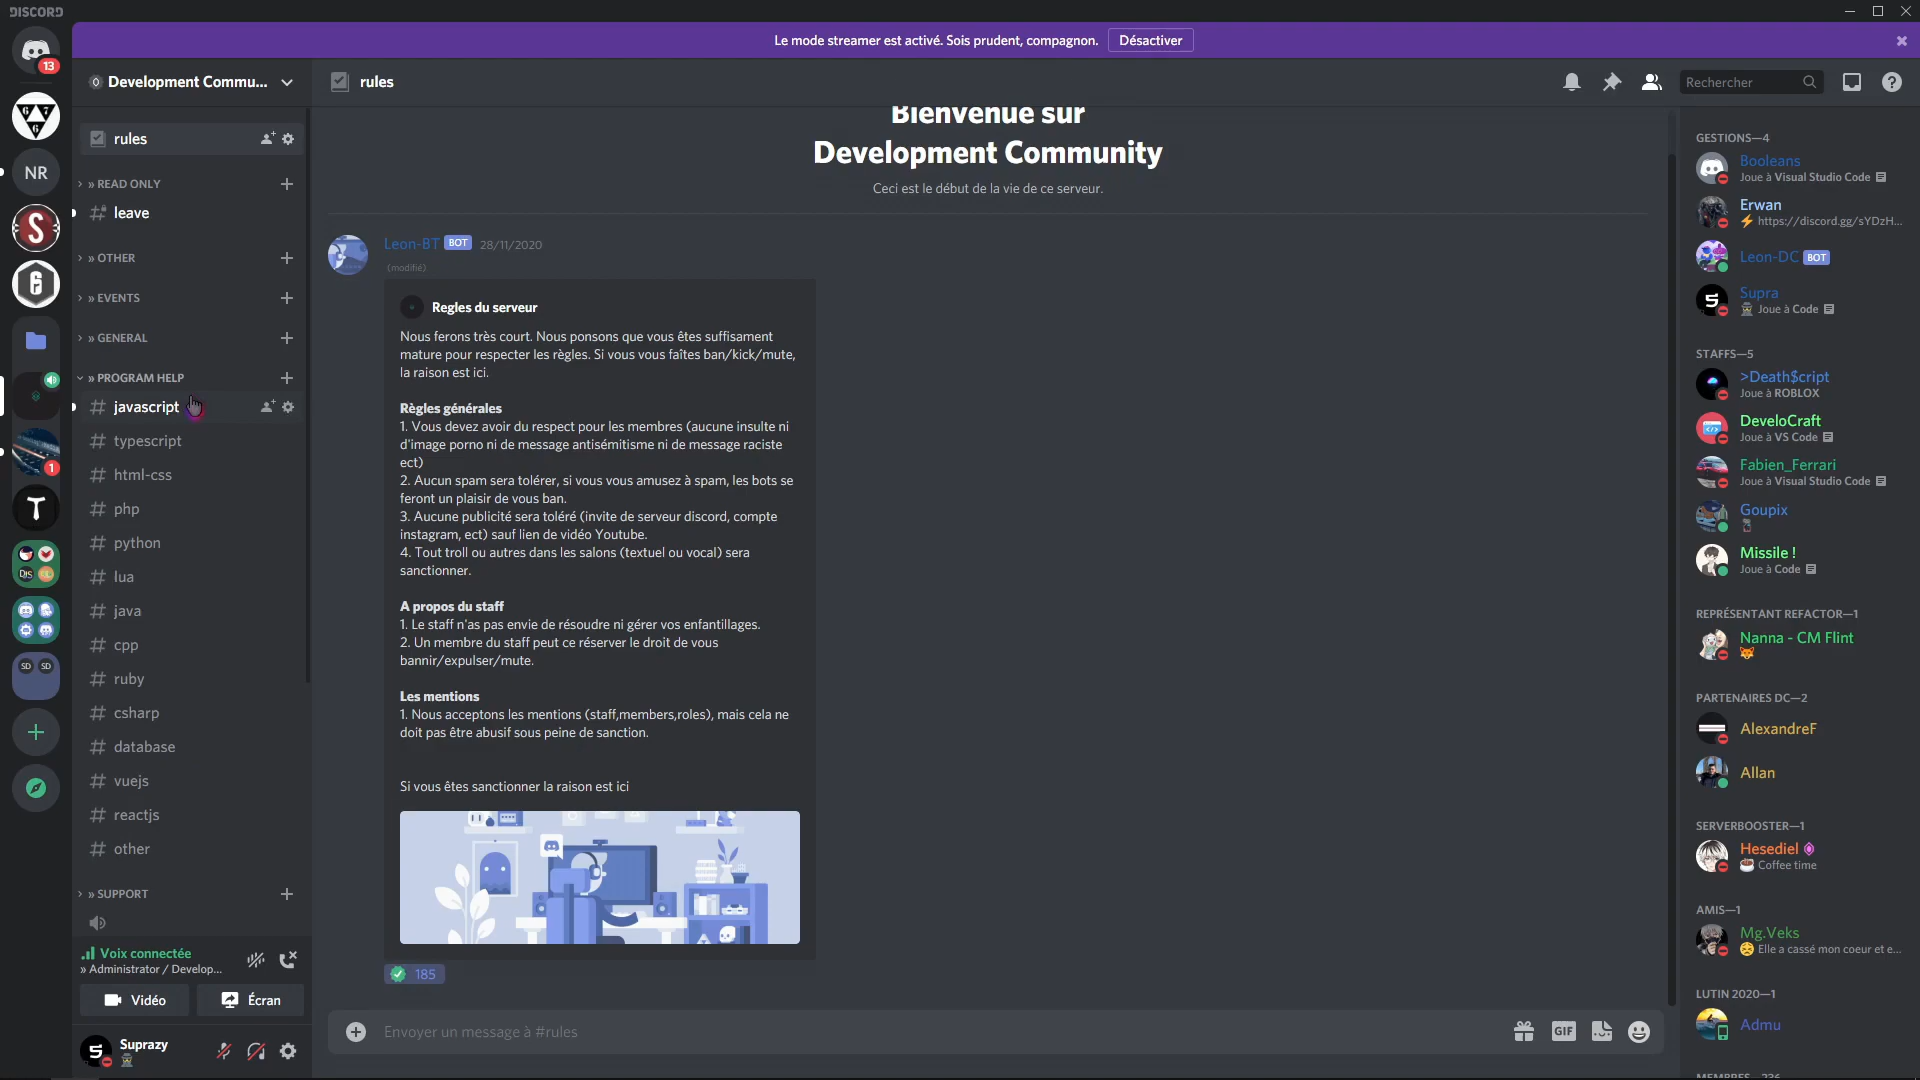 DISCORD
Le mode streamer est activé. Sois prudent, compagnon.
Désactiver
13
Development Commu...
rules
Rechercher
rules
» READ ONLY
leave
» OTHER
» EVENTS
» GENERAL
» PROGRAM HELP
javascript
typescript
html-css
php
python
lua
java
cpp
ruby
csharp
database
vuejs
reactjs
other
» SUPPORT
NR
S
1
T
SD SD
Voix connectée
» Administrator / Develop...
Vidéo
Écran
Suprazy
Bienvenue sur
Development Community
Ceci est le début de la vie de ce serveur.
Leon-BT BOT 28/11/2020
(modifié)
Regles du serveur
Nous ferons très court. Nous ponsons que vous êtes suffisament
mature pour respecter les règles. Si vous vous faîtes ban/kick/mute,
la raison est ici.
Règles générales
1. Vous devez avoir du respect pour les membres (aucune insulte ni
d'image porno ni de message antisémitisme ni de message raciste
ect)
2. Aucun spam sera tolérer, si vous vous amusez à spam, les bots se
feront un plaisir de vous ban.
3. Aucune publicité sera toléré (invite de serveur discord, compte
instagram, ect) sauf lien de vidéo Youtube.
4. Tout troll ou autres dans les salons (textuel ou vocal) sera
sanctionner.
A propos du staff
1. Le staff n'as pas envie de résoudre ni gérer vos enfantillages.
2. Un membre du staff peut ce réserver le droit de vous
bannir/expulser/mute.
Les mentions
1. Nous acceptons les mentions (staff,members,roles), mais cela ne
doit pas être abusif sous peine de sanction.
Si vous êtes sanctionner la raison est ici
185
Envoyer un message à #rules
GIF
GESTIONS—4
Booleans
Joue à Visual Studio Code
Erwan
https://discord.gg/sYDzH...
Leon-DC BOT
Supra
Joue à Code
STAFFS—5
>Death$cript
Joue à ROBLOX
DeveloCraft
Joue à VS Code
Fabien_Ferrari
Joue à Visual Studio Code
Goupix
Missile !
Joue à Code
REPRÉSENTANT REFACTOR—1
Nanna - CM Flint
PARTENAIRES DC—2
AlexandreF
Allan
SERVERBOOSTER—1
Hesediel
Coffee time
AMIS—1
Mg.Veks
Elle a cassé mon coeur et e...
LUTIN 2020—1
Admu